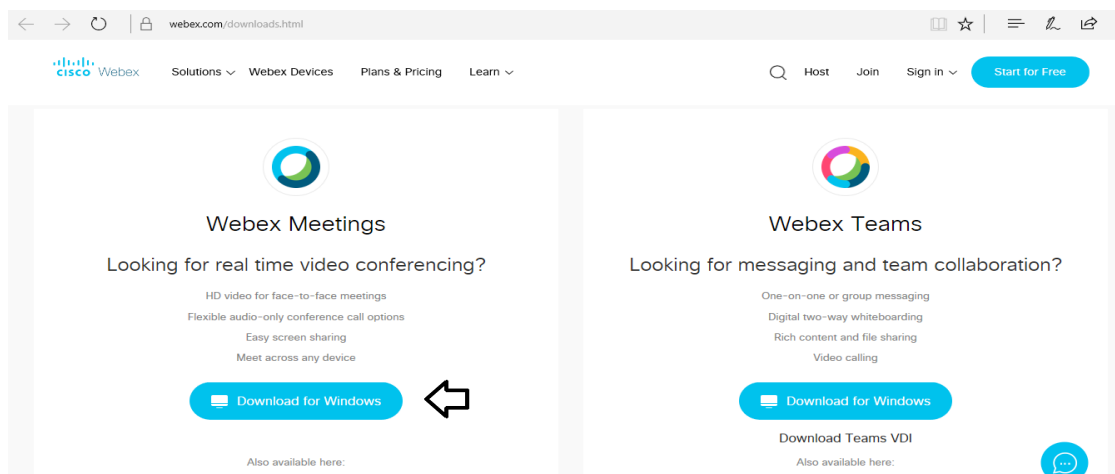 webex.com/downloads.html
cisco Webex Solutions Webex Devices Plans & Pricing Learn Host Join Sign in Start for Free
Webex Meetings
Looking for real time video conferencing?
HD video for face-to-face meetings
Flexible audio-only conference call options
Easy screen sharing
Meet across any device
Download for Windows
Also available here:
Webex Teams
Looking for messaging and team collaboration?
One-on-one or group messaging
Digital two-way whiteboarding
Rich content and file sharing
Video calling
Download for Windows
Download Teams VDI
Also available here: